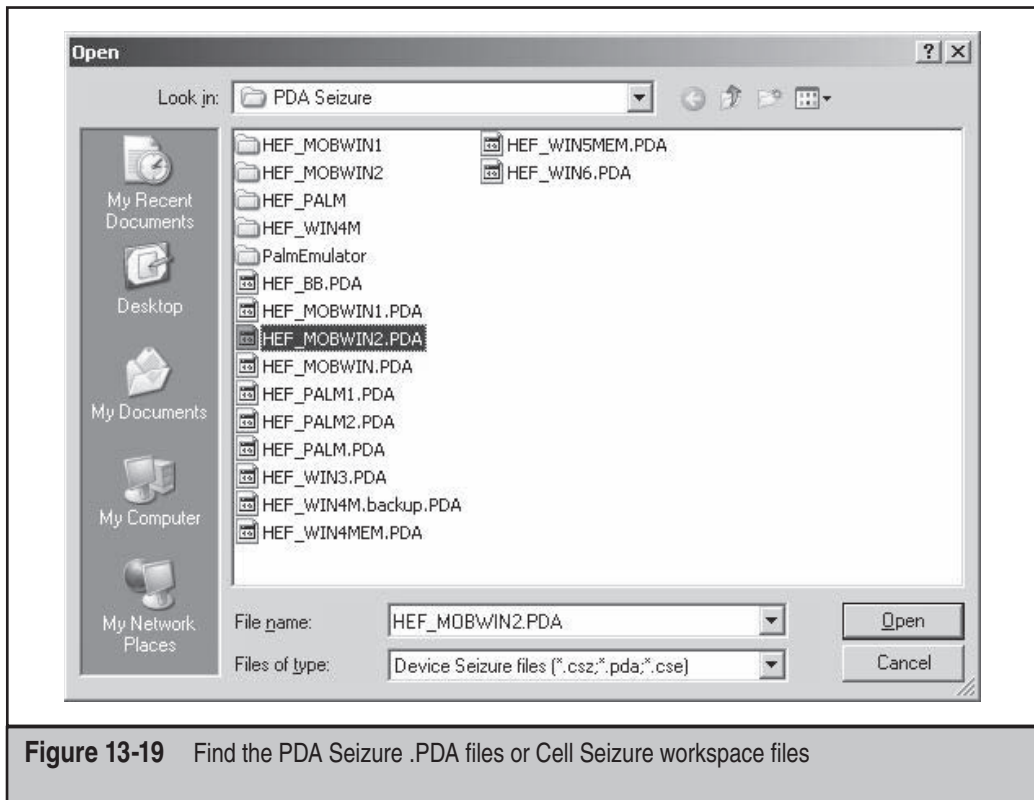 Open
Look in: PDA Seizure
My Recent
Documents
Desktop
My Documents
My Computer
My Network
Places
HEF_MOBWIN1
HEF_MOBWIN2
HEF_PALM
HEF_WIN4M
PalmEmulator
HEF_BB.PDA
HEF_MOBWIN1.PDA
HEF_MOBWIN2.PDA
HEF_MOBWIN.PDA
HEF_PALM1.PDA
HEF_PALM2.PDA
HEF_PALM.PDA
HEF_WIN3.PDA
HEF_WIN4M.backup.PDA
HEF_WIN4MEM.PDA
HEF_WIN5MEM.PDA
HEF_WIN6.PDA
File name: HEF_MOBWIN2.PDA Open
Files of type: Device Seizure files (*.csz;*.pda;*.cse) Cancel
Figure 13-19 Find the PDA Seizure .PDA files or Cell Seizure workspace files